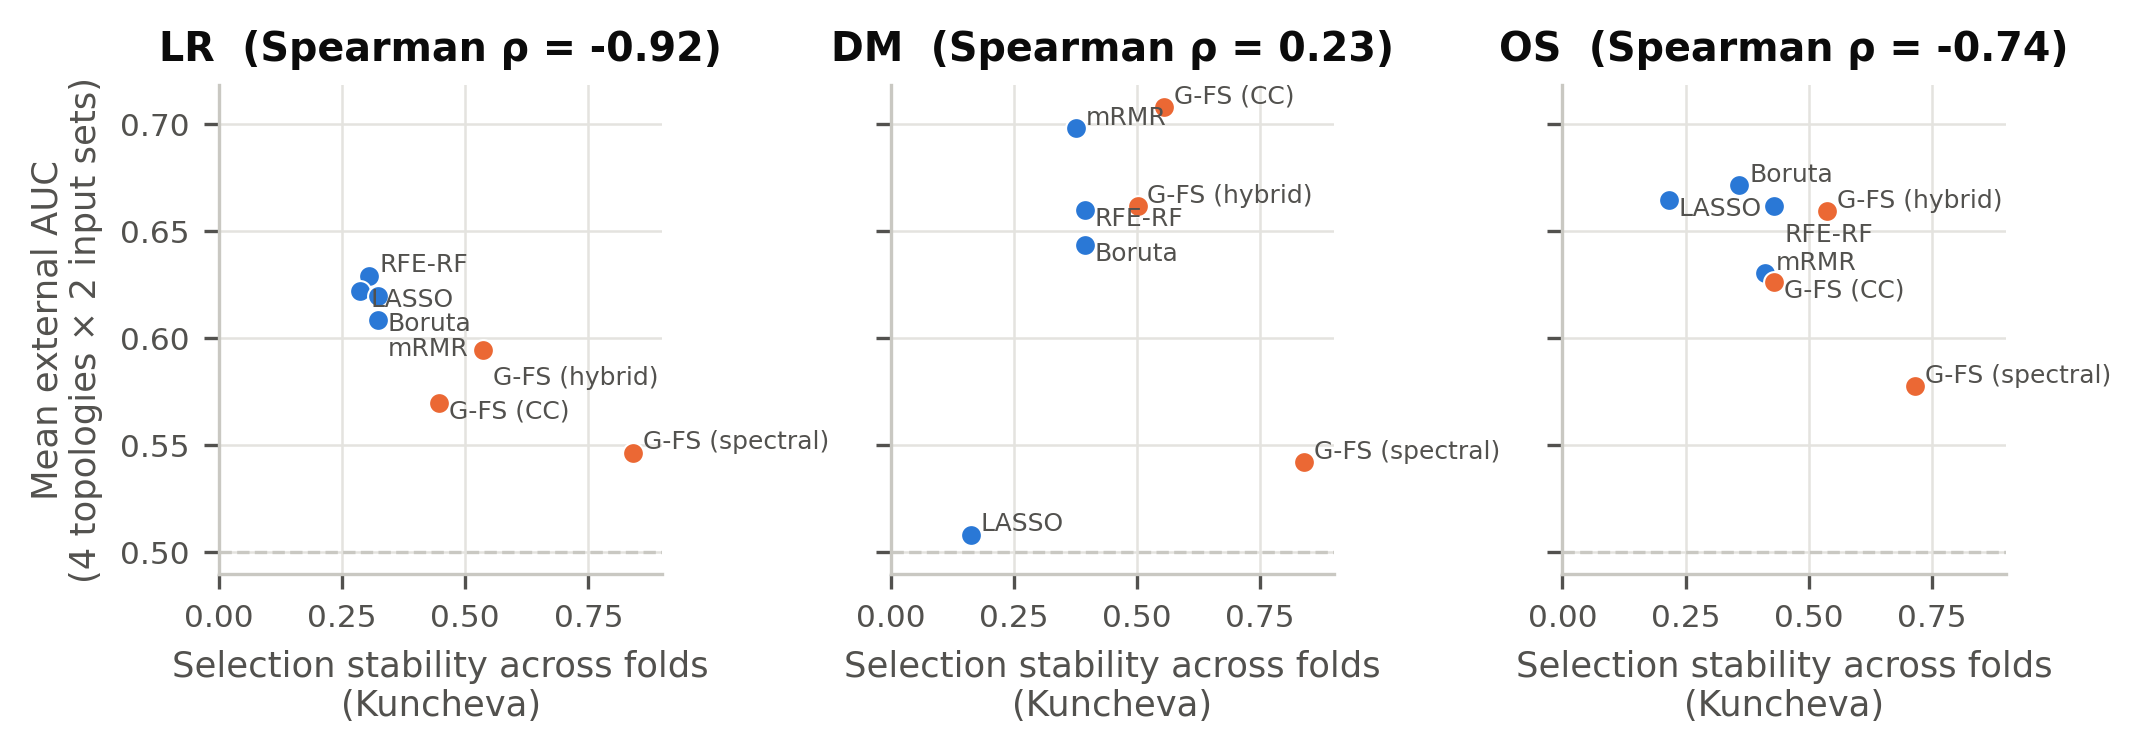 LR  (Spearman ρ = -0.92)
DM  (Spearman ρ = 0.23)
OS  (Spearman ρ = -0.74)
Mean external AUC
(4 topologies × 2 input sets)
0.70
0.65
0.60
0.55
0.50
RFE-RF
LASSO
Boruta
mRMR
G-FS (hybrid)
G-FS (CC)
G-FS (spectral)
0.00
0.25
0.50
0.75
Selection stability across folds
(Kuncheva)
G-FS (CC)
mRMR
G-FS (hybrid)
RFE-RF
Boruta
G-FS (spectral)
LASSO
0.00
0.25
0.50
0.75
Selection stability across folds
(Kuncheva)
Boruta
G-FS (hybrid)
LASSO
RFE-RF
mRMR
G-FS (CC)
G-FS (spectral)
0.00
0.25
0.50
0.75
Selection stability across folds
(Kuncheva)